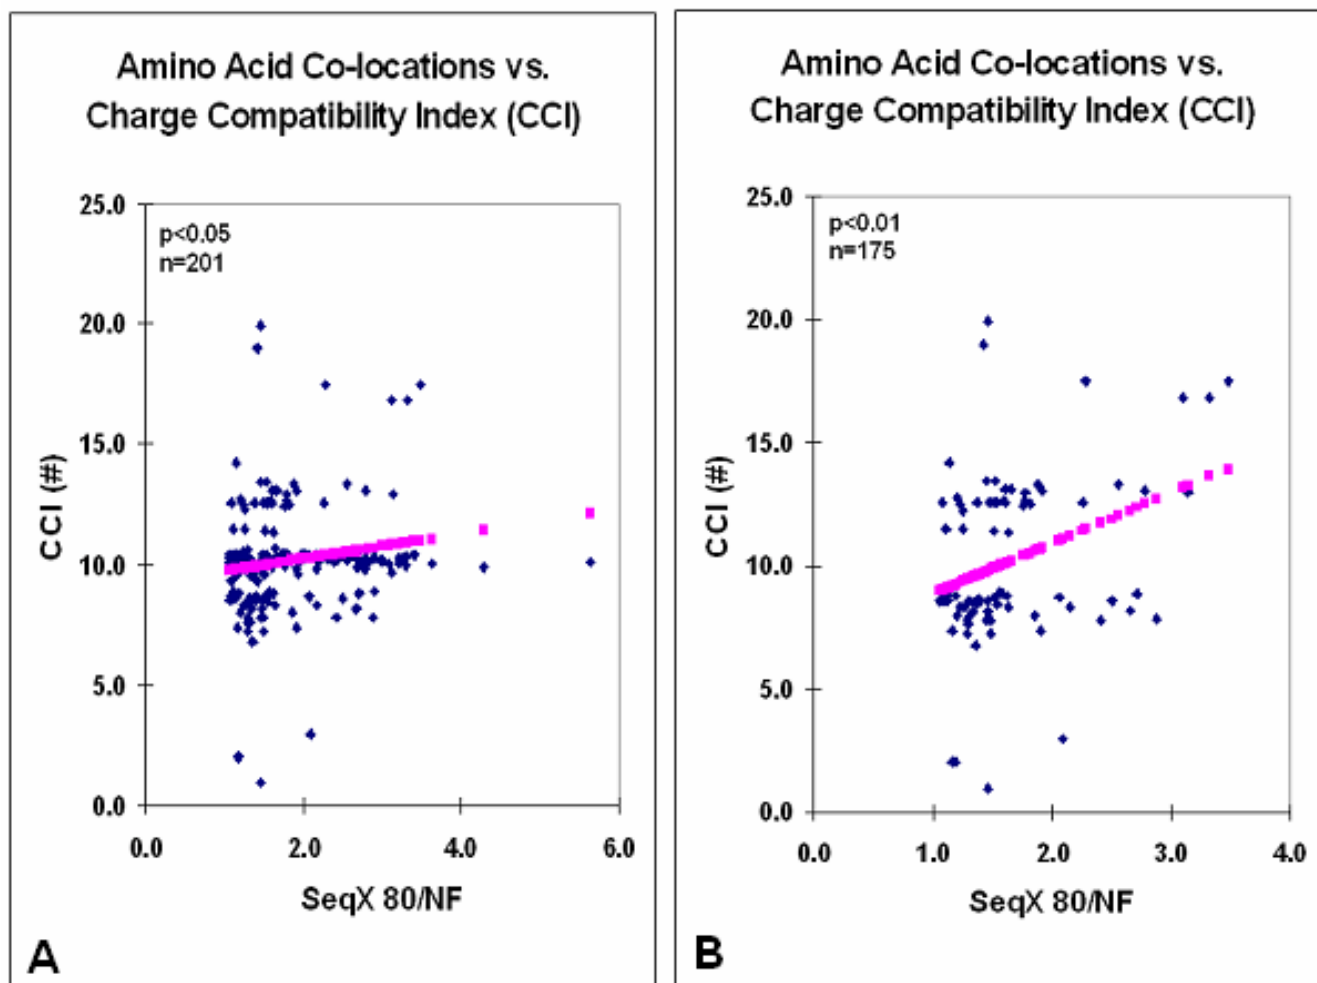 Amino Acid Co-locations vs.
Charge Compatibility Index (CCI)
p<0.05
n=201
25.0
20.0
15.0
10.0
5.0
0.0
CCI (#)
0.0 2.0 4.0 6.0
SeqX 80/NF
A
Amino Acid Co-locations vs.
Charge Compatibility Index (CCI)
p<0.01
n=175
25.0
20.0
15.0
10.0
5.0
0.0
CCI (#)
0.0 1.0 2.0 3.0 4.0
SeqX 80/NF
B